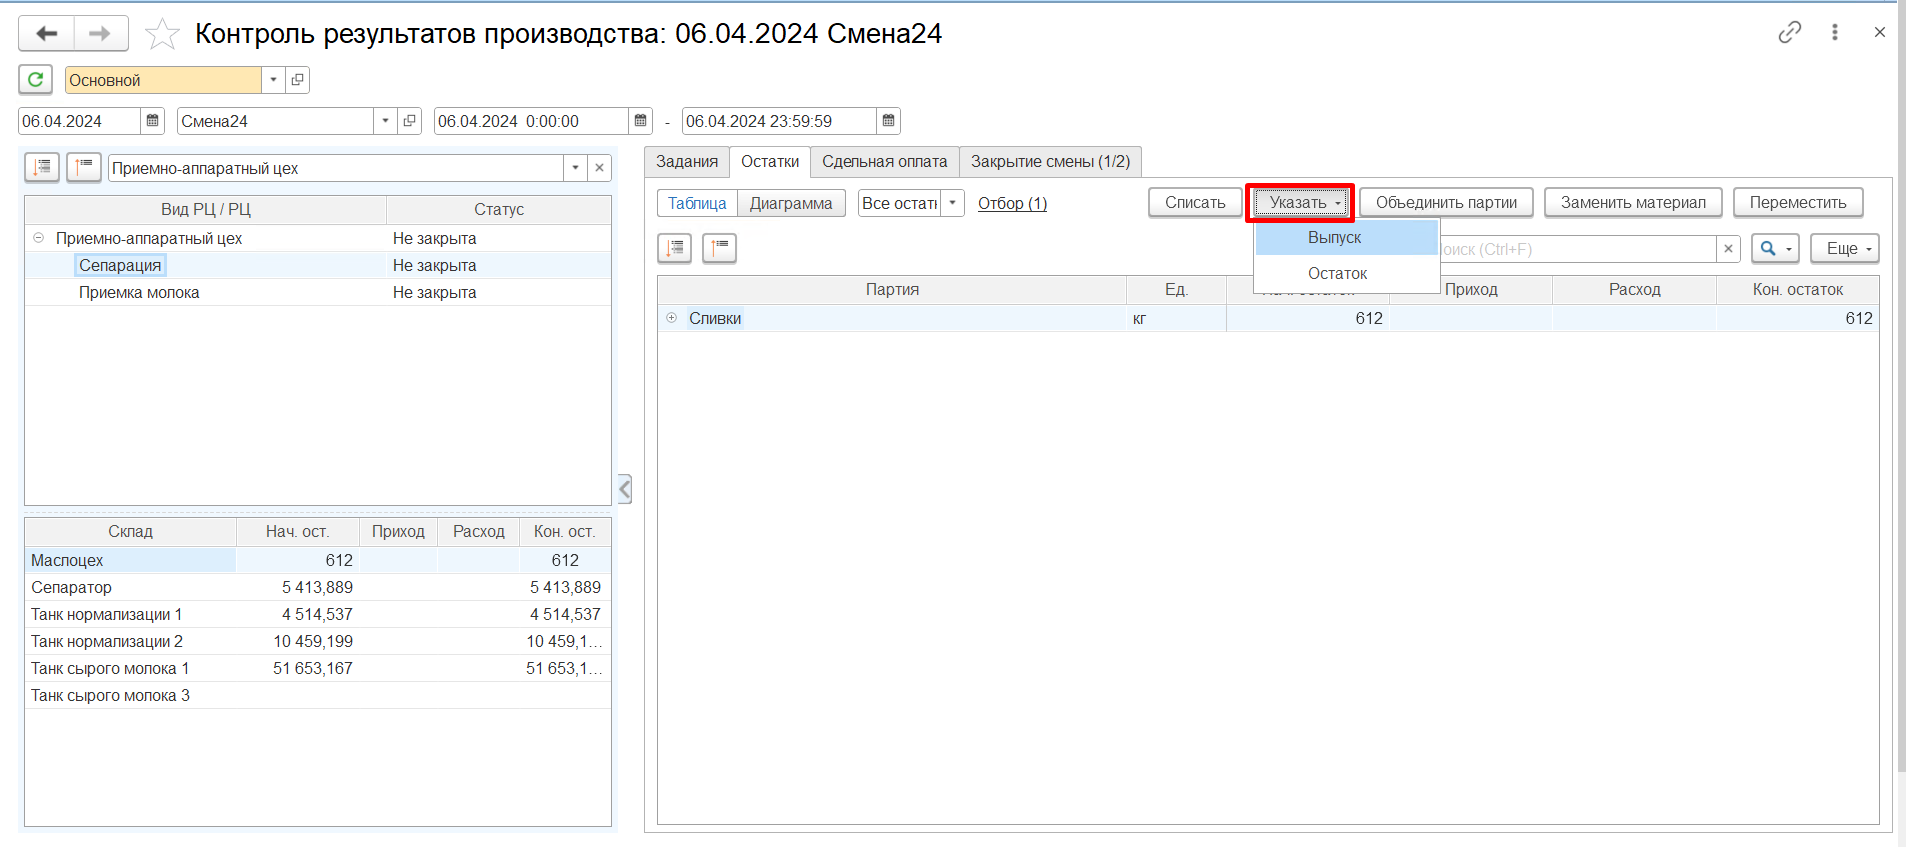 Контроль результатов производства: 06.04.2024 Смена24
Основной
06.04.2024 Смена24 06.04.2024 0:00:00 - 06.04.2024 23:59:59
Приемно-аппаратный цех
Вид РЦ / РЦ Статус
Приемно-аппаратный цех Не закрыта
Сепарация Не закрыта
Приемка молока Не закрыта
Склад Нач. ост. Приход Расход Кон. ост.
Маслоцех 612 612
Сепаратор 5 413,889 5 413,889
Танк нормализации 1 4 514,537 4 514,537
Танк нормализации 2 10 459,199 10 459,1...
Танк сырого молока 1 51 653,167 51 653,1...
Танк сырого молока 3
Задания Остатки Сдельная оплата Закрытие смены (1/2)
Таблица Диаграмма Все остат Отбор (1) Списать Указать Объединить партии Заменить материал Переместить
Выпуск
Остаток
оиск (Ctrl+F) Еще
Партия Ед. Приход Расход Кон. остаток
Сливки кг 612 612